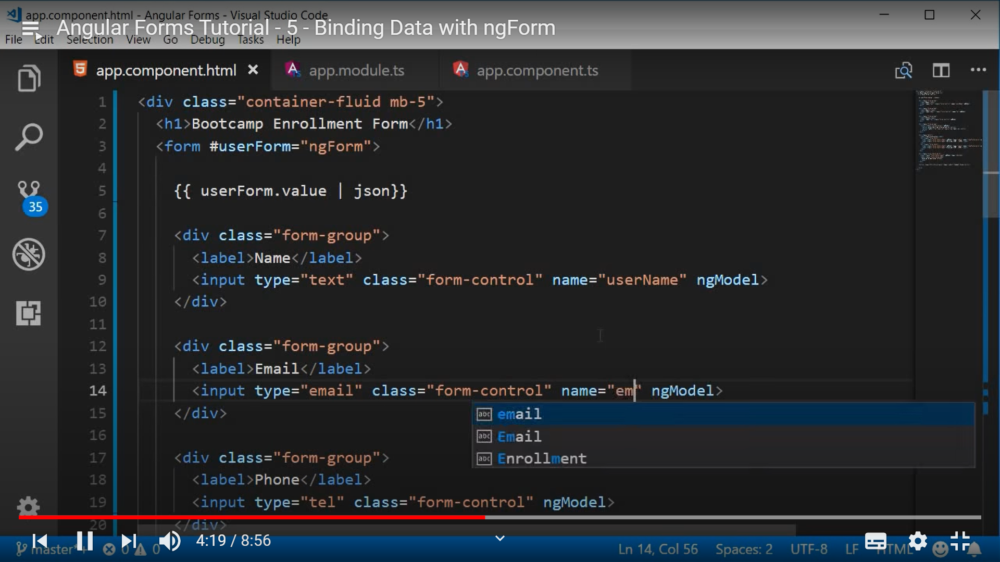 app.component.html - Angular Forms - Visual Studio Code
Angular Forms Tutorial - 5 - Binding Data with ngForm
File Edit Selection View Go Debug Tasks Help
app.component.html app.module.ts app.component.ts
1 <div class="container-fluid mb-5">
2 <h1>Bootcamp Enrollment Form</h1>
3 <form #userForm="ngForm">
4
5 {{ userForm.value | json}}
6
7 <div class="form-group">
8 <label>Name</label>
9 <input type="text" class="form-control" name="userName" ngModel>
10 </div>
11
12 <div class="form-group">
13 <label>Email</label>
14 <input type="email" class="form-control" name="em" ngModel>
15 </div>
abc email
16
abc Email
17 <div class="form-group">
abc Enrollment
18 <label>Phone</label>
19 <input type="tel" class="form-control" ngModel>
20 </div>
35
4:19 / 8:56
master*+ 0 0 Ln 14, Col 56 Spaces: 2 UTF-8 LF HTML